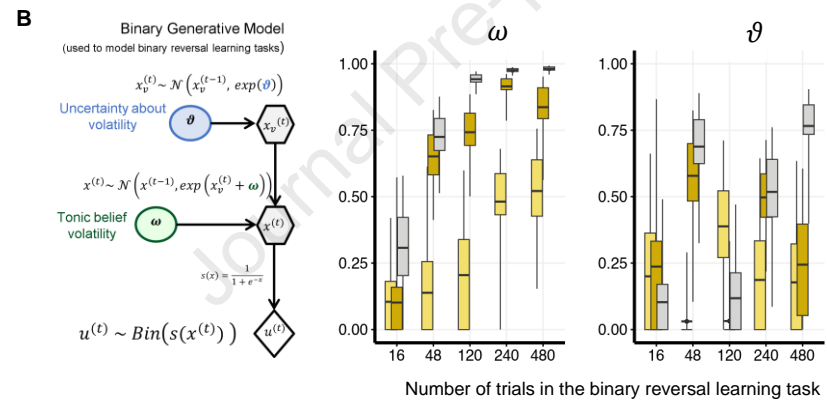 B
Binary Generative Model
(used to model binary reversal learning tasks)
x_v^(t) ~ N(x_v^(t-1), exp(ϑ))
Uncertainty about
volatility
ϑ
x_v^(t)
x^(t) ~ N(x^(t-1), exp(x_v^(t) + ω))
Tonic belief
volatility
ω
x^(t)
s(x) = 1 / (1 + e^-x)
u^(t) ~ Bin(s(x^(t)))
u^(t)
ω
1.00
0.75
0.50
0.25
0.00
16 48 120 240 480
ϑ
1.00
0.75
0.50
0.25
0.00
16 48 120 240 480
Number of trials in the binary reversal learning task
Journal Pre-